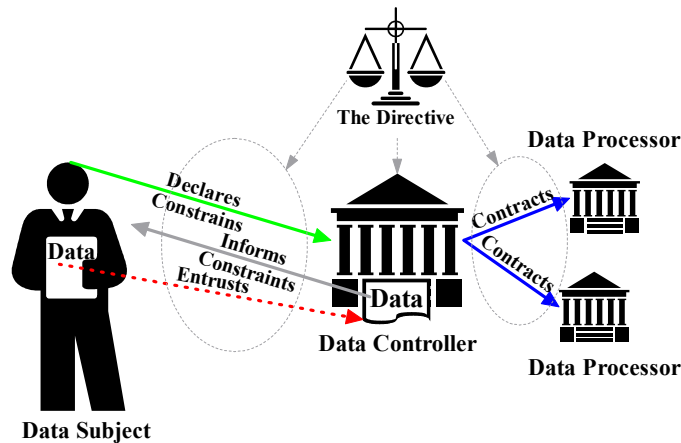 The Directive
Data Processor
Declares
Constrains
Informs
Constraints
Entrusts
Data
Contracts
Contracts
Data
Data Controller
Data Processor
Data Subject